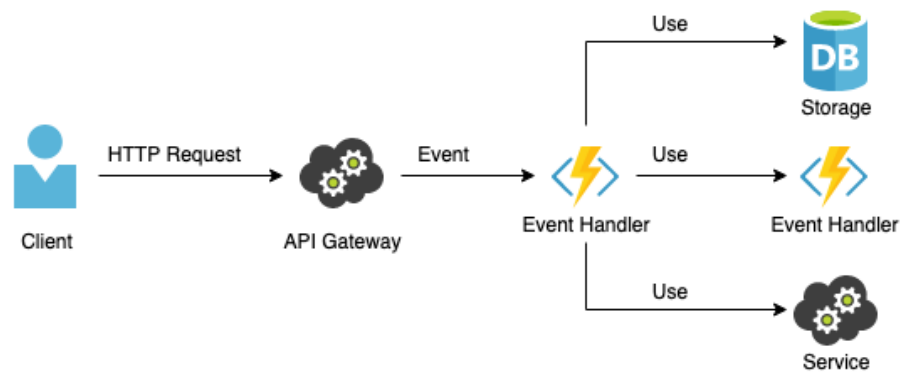 Use
DB
Storage
HTTP Request
Event
Use
Client
API Gateway
Event Handler
Event Handler
Use
Service